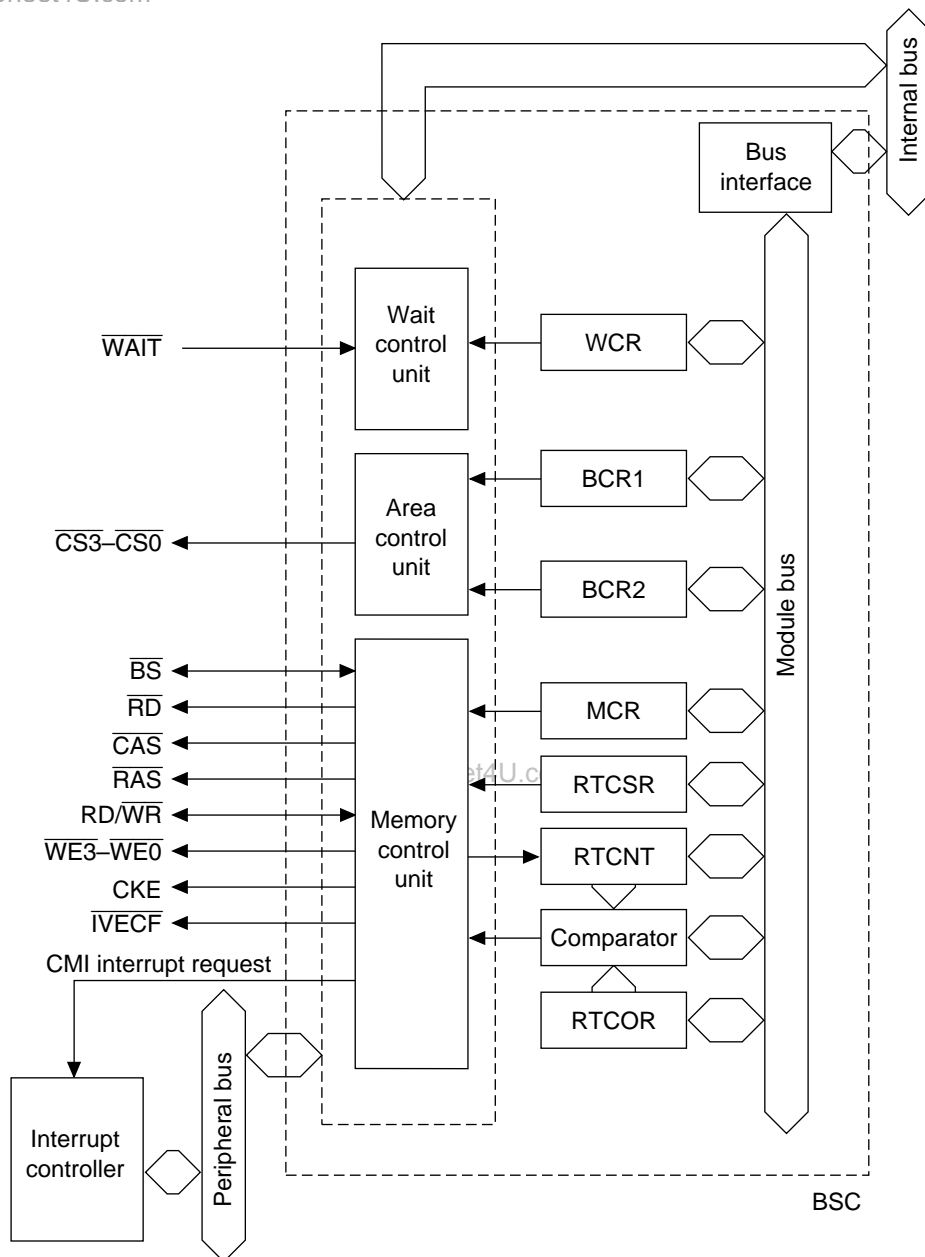 Internal bus
Bus
interface
Wait
control
unit
WAIT
WCR
BCR1
Area
control
unit
CS3–CS0
BCR2
Module bus
BS
RD
CAS
RAS
RD/WR
WE3–WE0
CKE
IVECF
MCR
et4U.co
RTCSR
Memory
control
unit
RTCNT
Comparator
RTCOR
CMI interrupt request
Peripheral bus
Interrupt
controller
BSC